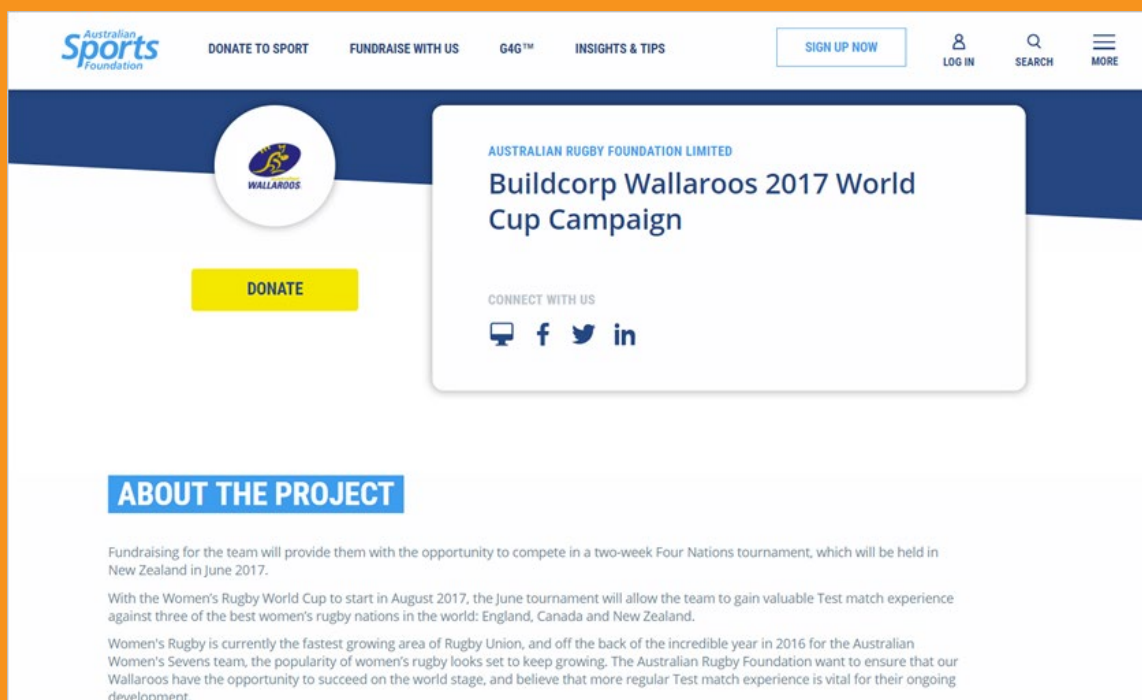 Australian
Sports
Foundation
DONATE TO SPORT
FUNDRAISE WITH US
G4G™
INSIGHTS & TIPS
SIGN UP NOW
LOG IN
SEARCH
MORE
WALLAROOS
AUSTRALIAN RUGBY FOUNDATION LIMITED
Buildcorp Wallaroos 2017 World
Cup Campaign
DONATE
CONNECT WITH US
ABOUT THE PROJECT
Fundraising for the team will provide them with the opportunity to compete in a two-week Four Nations tournament, which will be held in
New Zealand in June 2017.
With the Women's Rugby World Cup to start in August 2017, the June tournament will allow the team to gain valuable Test match experience
against three of the best women's rugby nations in the world: England, Canada and New Zealand.
Women's Rugby is currently the fastest growing area of Rugby Union, and off the back of the incredible year in 2016 for the Australian
Women's Sevens team, the popularity of women's rugby looks set to keep growing. The Australian Rugby Foundation want to ensure that our
Wallaroos have the opportunity to succeed on the world stage, and believe that more regular Test match experience is vital for their ongoing
development.